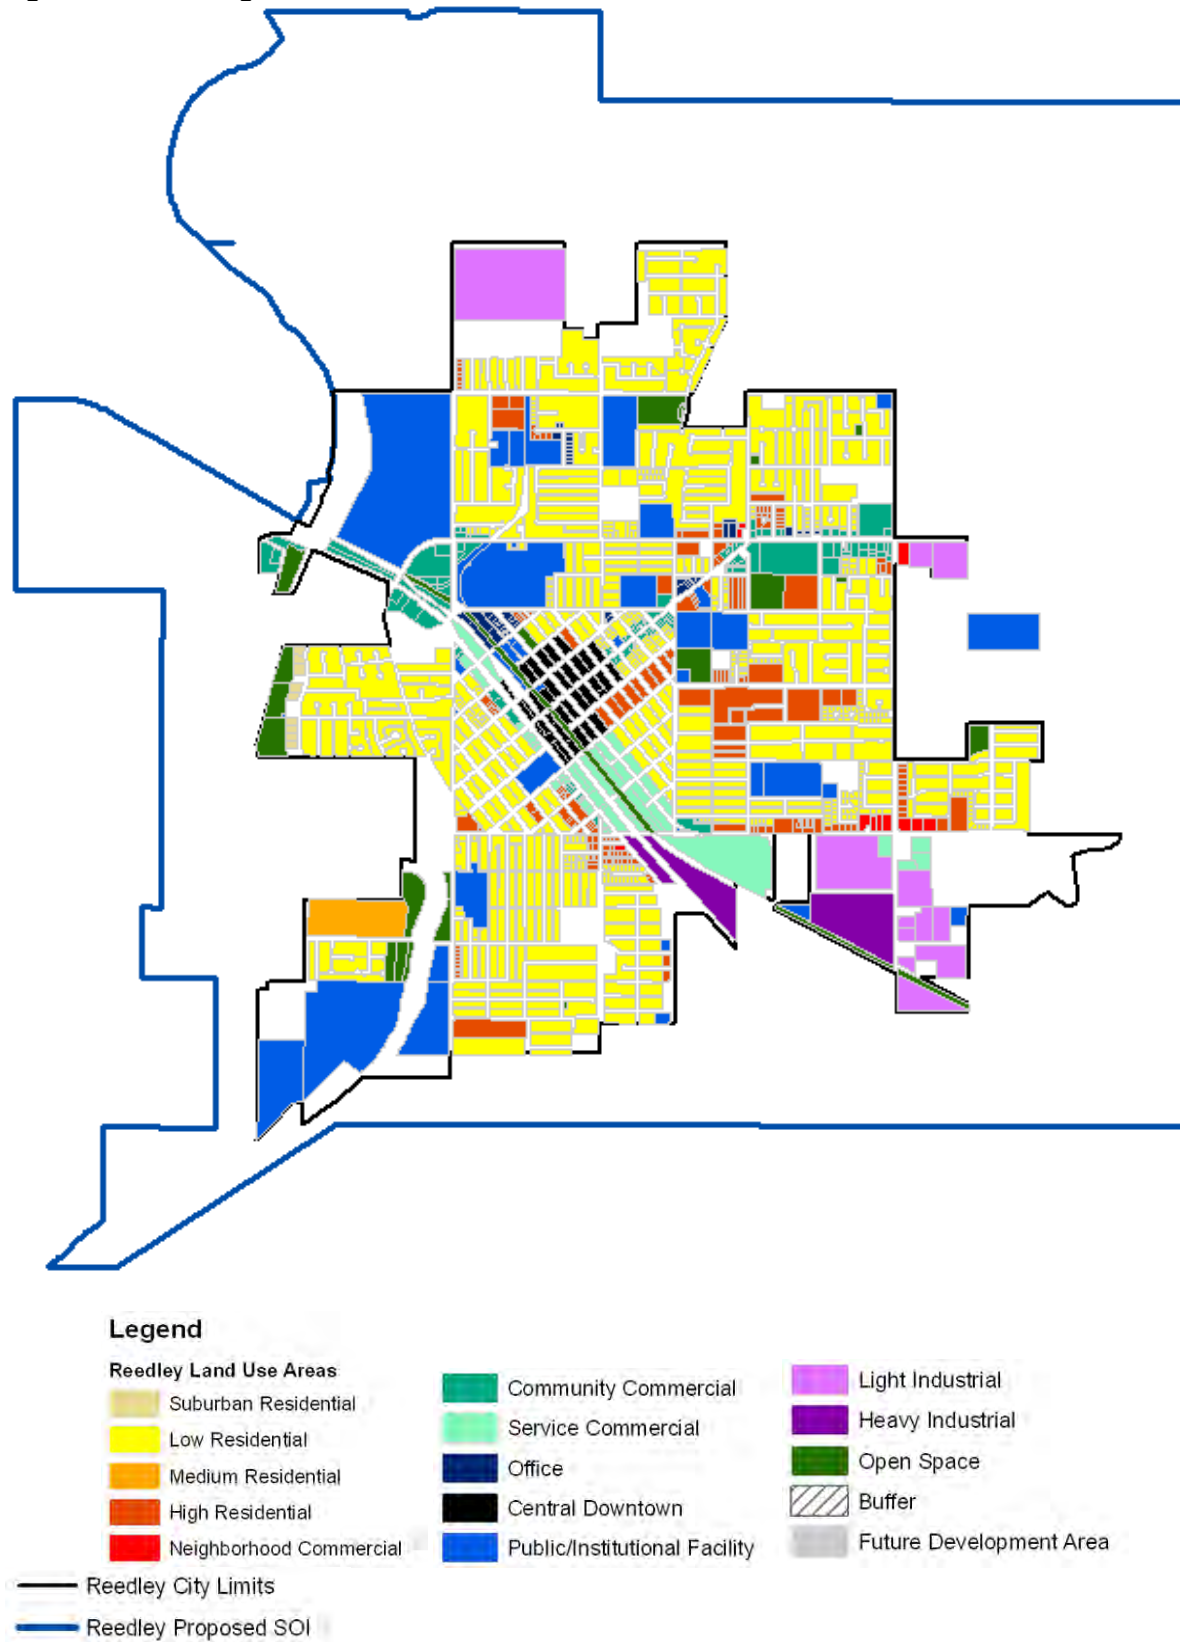 Legend
Reedley Land Use Areas
Suburban Residential
Low Residential
Medium Residential
High Residential
Neighborhood Commercial
Community Commercial
Service Commercial
Office
Central Downtown
Public/Institutional Facility
Light Industrial
Heavy Industrial
Open Space
Buffer
Future Development Area
Reedley City Limits
Reedley Proposed SOI